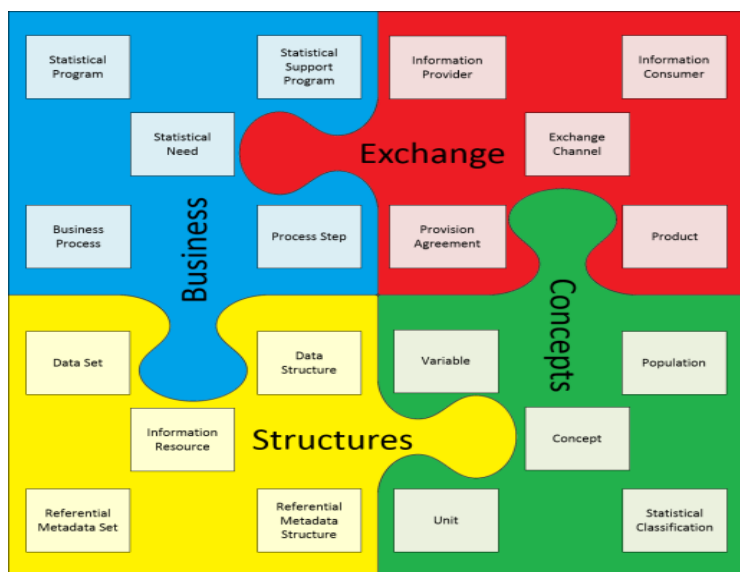 Statistical
Program
Statistical
Support
Program
Statistical
Need
Business
Process
Process Step
Business
Information
Provider
Information
Consumer
Exchange
Channel
Exchange
Provision
Agreement
Product
Data Set
Data
Structure
Information
Resource
Structures
Referential
Metadata Set
Referential
Metadata
Structure
Concepts
Variable
Population
Concept
Unit
Statistical
Classification